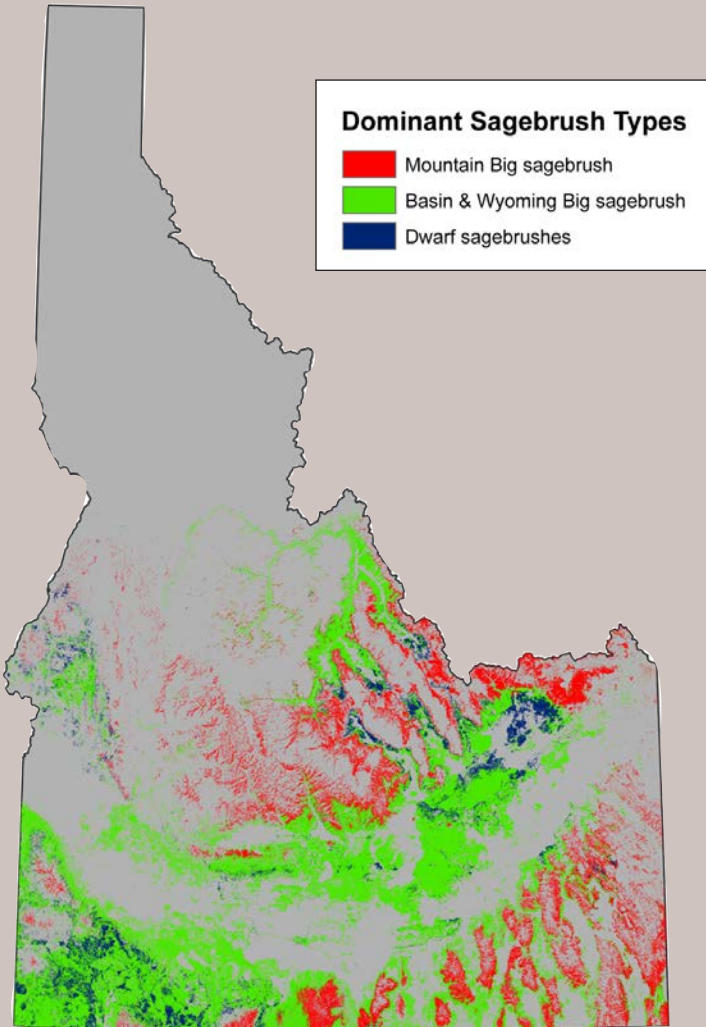 Dominant Sagebrush Types
Mountain Big sagebrush
Basin & Wyoming Big sagebrush
Dwarf sagebrushes